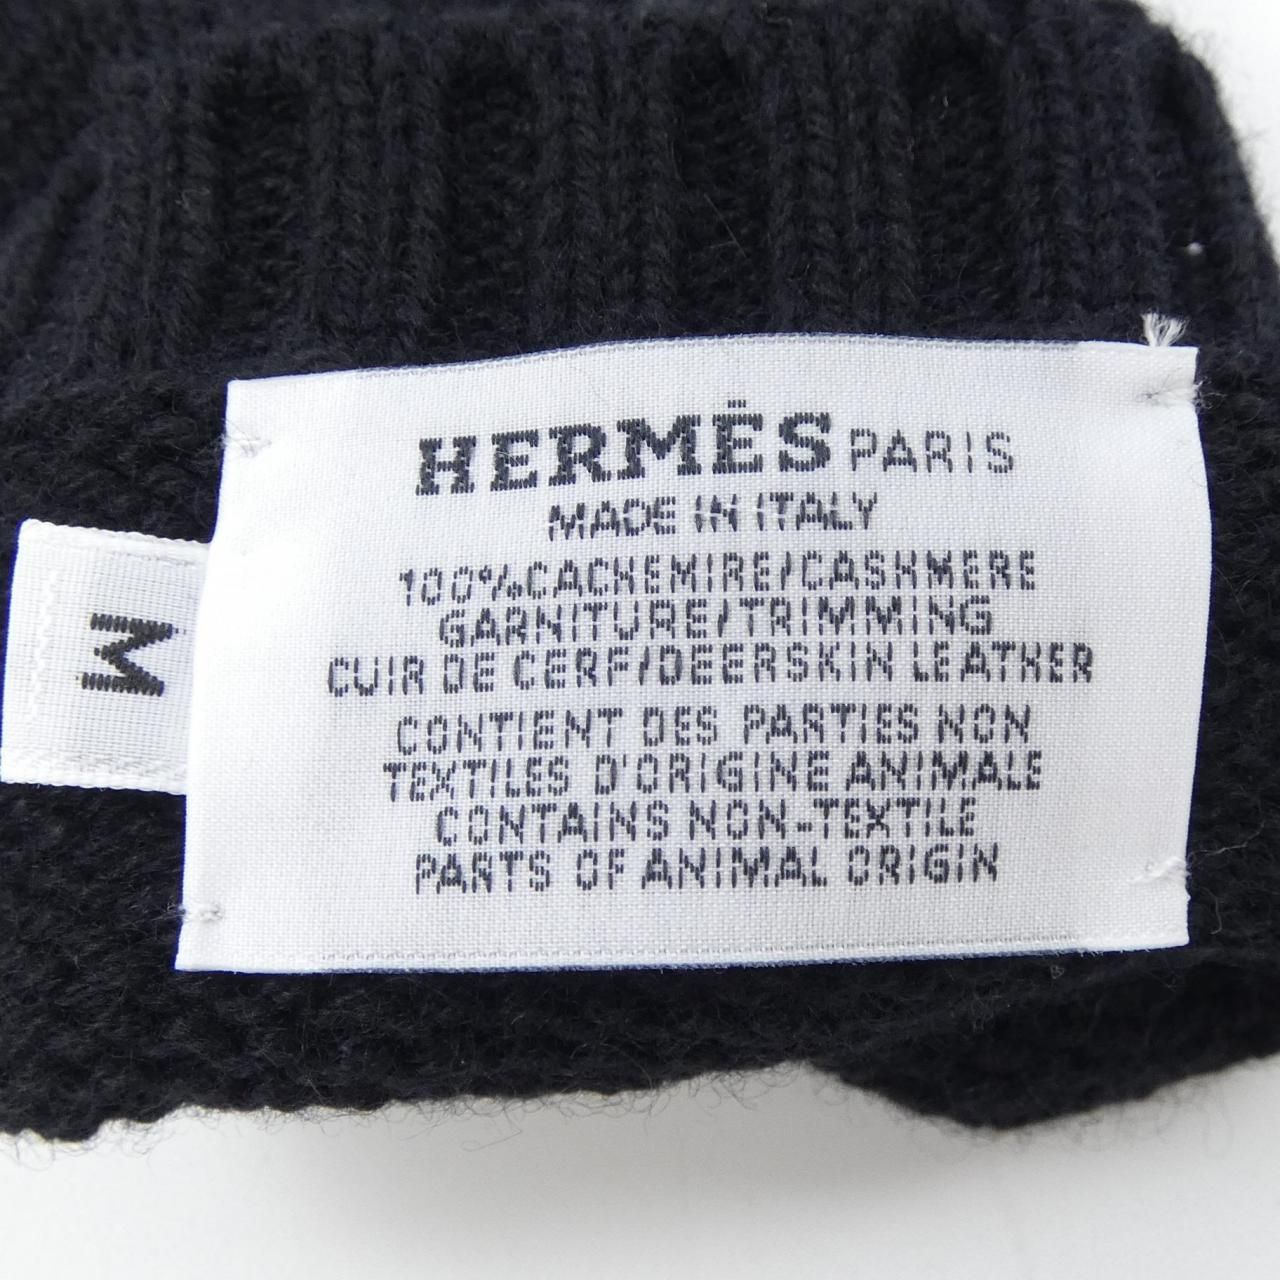 HERMÈS PARIS
MADE IN ITALY
100%CACHEMIRE/CASHMERE
GARNITURE/TRIMMING
CUIR DE CERF/DEERSKIN LEATHER
CONTIENT DES PARTIES NON
TEXTILES D'ORIGINE ANIMALE
CONTAINS NON-TEXTILE
PARTS OF ANIMAL ORIGIN
M